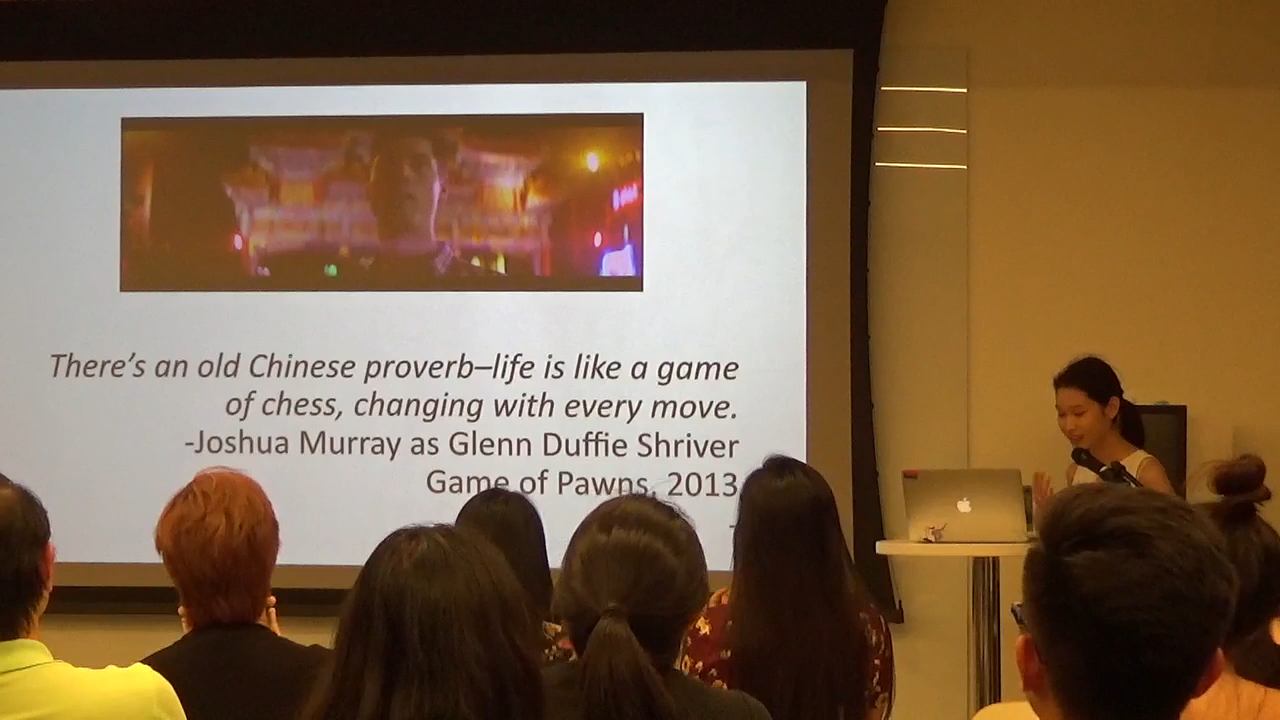 There's an old Chinese proverb–life is like a game
of chess, changing with every move.
-Joshua Murray as Glenn Duffie Shriver
Game of Pawns, 2013
-